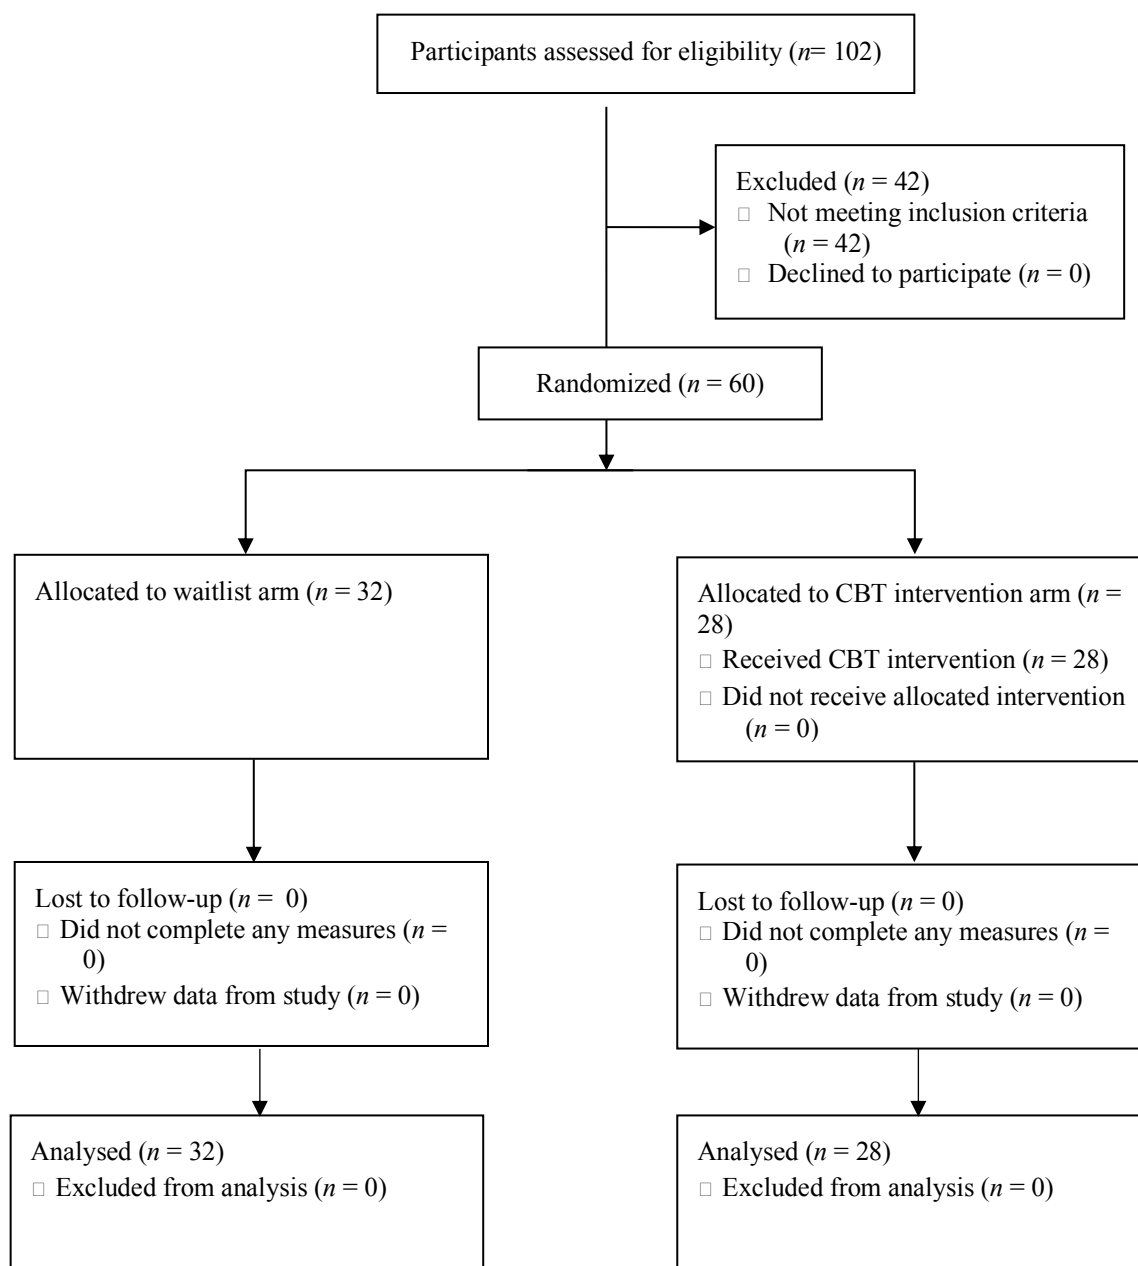 Participants assessed for eligibility (n= 102)
Excluded (n = 42)
□ Not meeting inclusion criteria
(n = 42)
□ Declined to participate (n = 0)
Randomized (n = 60)
Allocated to waitlist arm (n = 32)
Allocated to CBT intervention arm (n =
28)
□ Received CBT intervention (n = 28)
□ Did not receive allocated intervention
(n = 0)
Lost to follow-up (n =  0)
□ Did not complete any measures (n =
0)
□ Withdrew data from study (n = 0)
Lost to follow-up (n = 0)
□ Did not complete any measures (n =
0)
□ Withdrew data from study (n = 0)
Analysed (n = 32)
□ Excluded from analysis (n = 0)
Analysed (n = 28)
□ Excluded from analysis (n = 0)